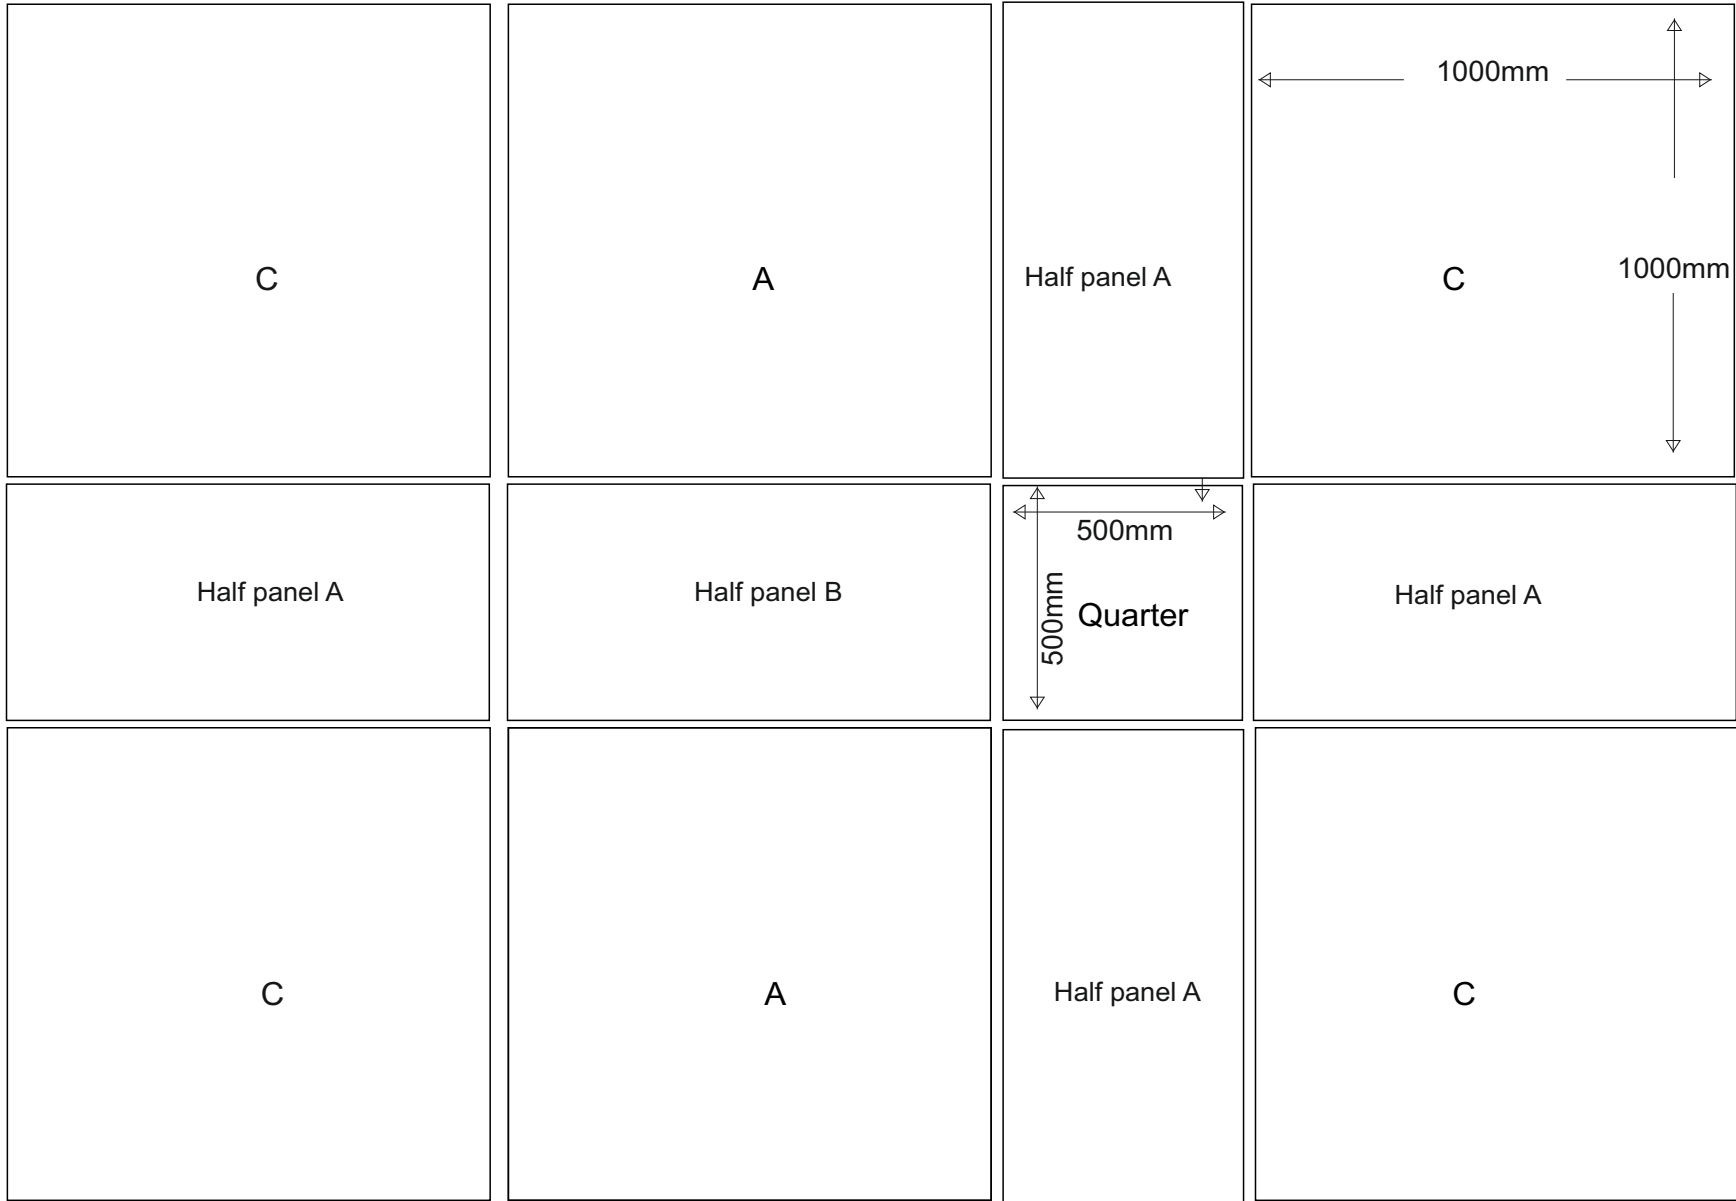 1000mm
C
A
Half panel A
C
1000mm
500mm
Half panel A
Half panel B
500mm
Quarter
Half panel A
C
A
Half panel A
C